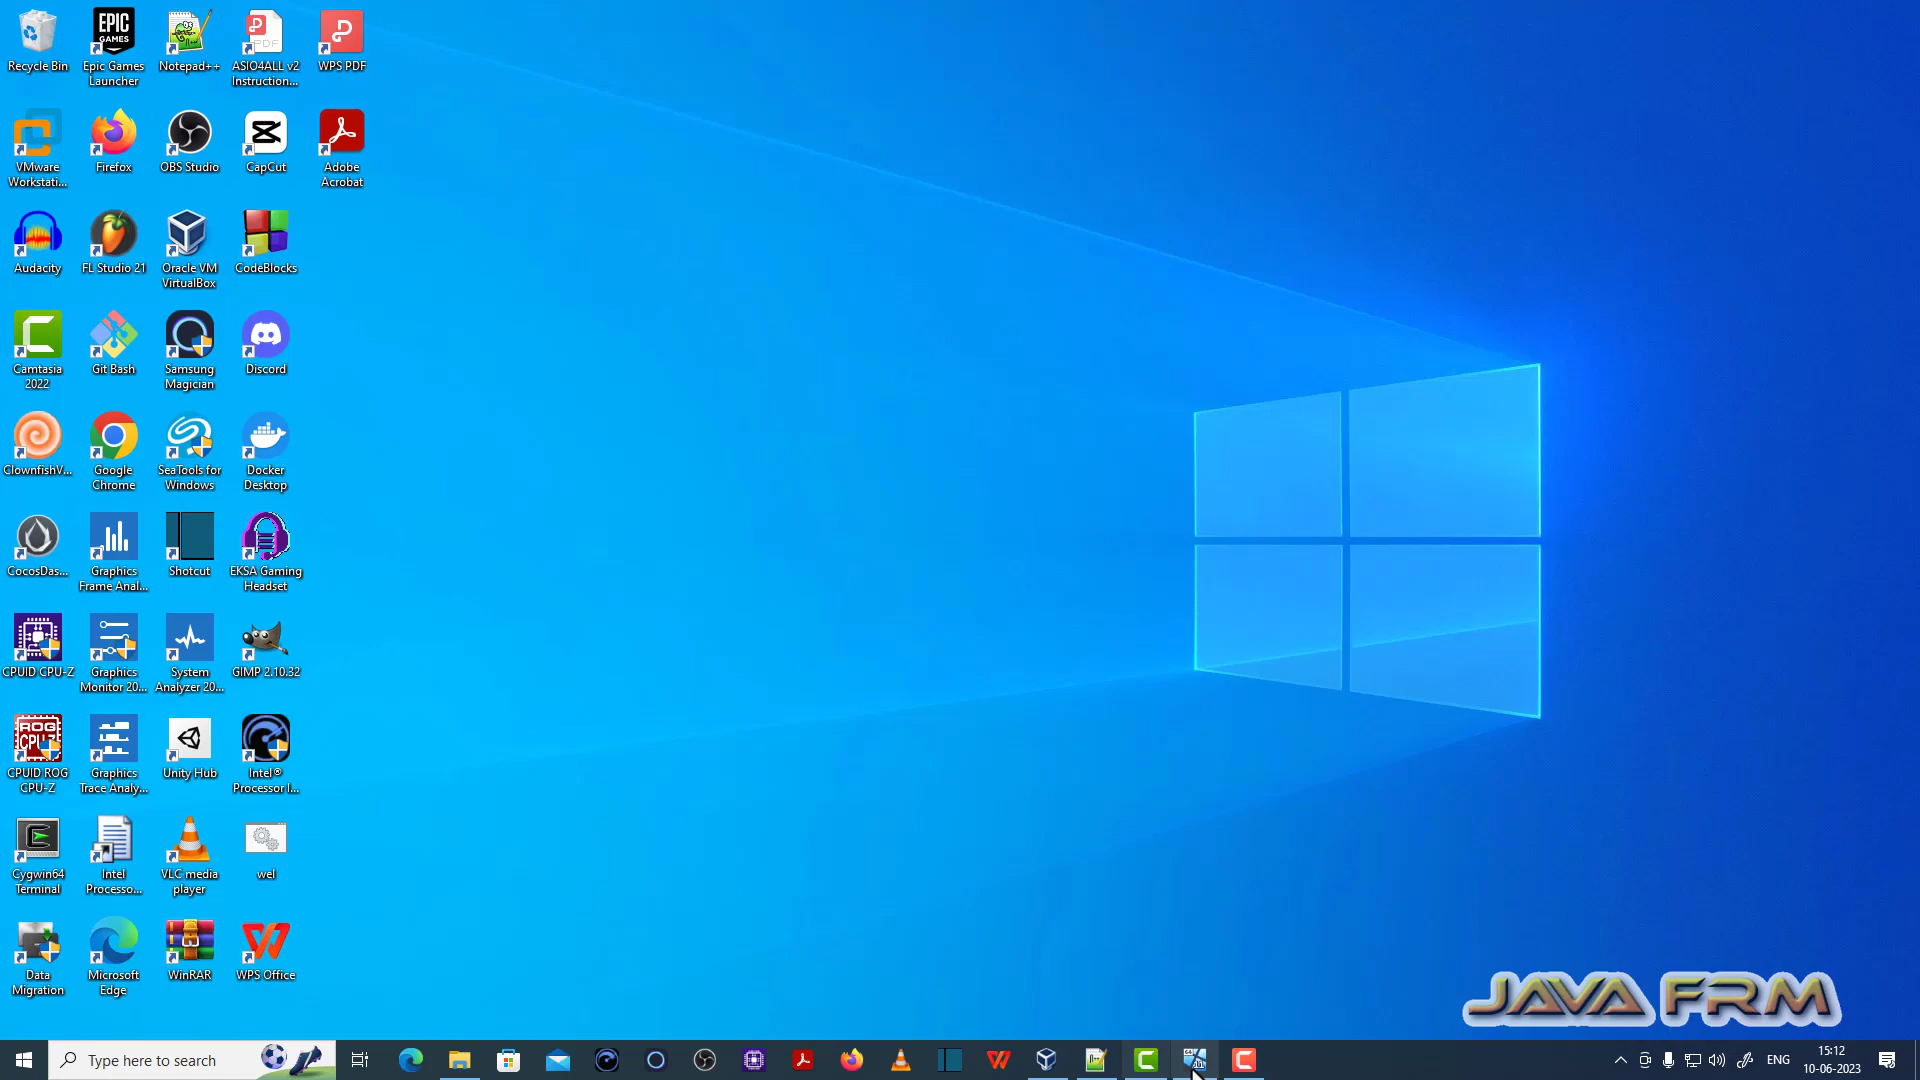 Recycle Bin
EPIC
GAMES
Epic Games
Launcher
Notepad++
PDF
ASIO4ALL v2
Instruction...
WPS PDF
VMware
Workstati...
Firefox
OBS Studio
CapCut
Adobe
Acrobat
Audacity
FL Studio 21
Oracle VM
VirtualBox
CodeBlocks
Camtasia
2022
Git Bash
Samsung
Magician
Discord
ClownfishV...
Google
Chrome
SeaTools for
Windows
Docker
Desktop
CocosDas...
Graphics
Frame Anal...
Shotcut
EKSA Gaming
Headset
CPUID CPU-Z
Graphics
Monitor 20...
System
Analyzer 20...
GIMP 2.10.32
ROG
CPU-Z
CPUID ROG
CPU-Z
Graphics
Trace Analy...
Unity Hub
Intel®
Processor I...
Cygwin64
Terminal
Intel
Processo...
VLC media
player
wel
Data
Migration
Microsoft
Edge
WinRAR
WPS Office
JAVA FRM
Type here to search
ENG
15:12
10-06-2023